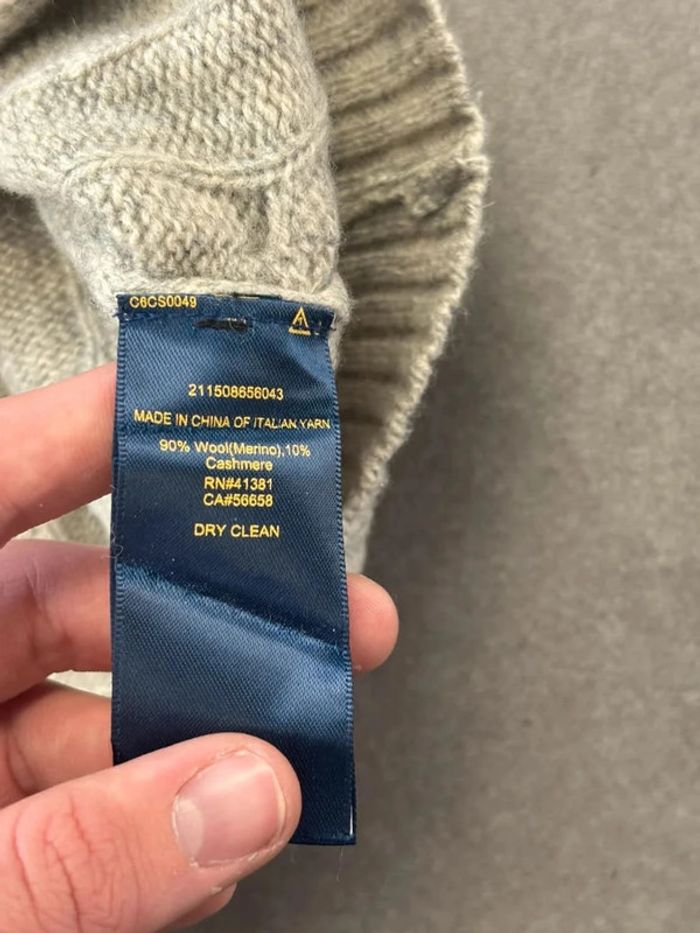 C6CS0049
211508656043
MADE IN CHINA OF ITALIAN YARN
90% Wool(Merino),10%
Cashmere
RN#41381
CA#56658
DRY CLEAN